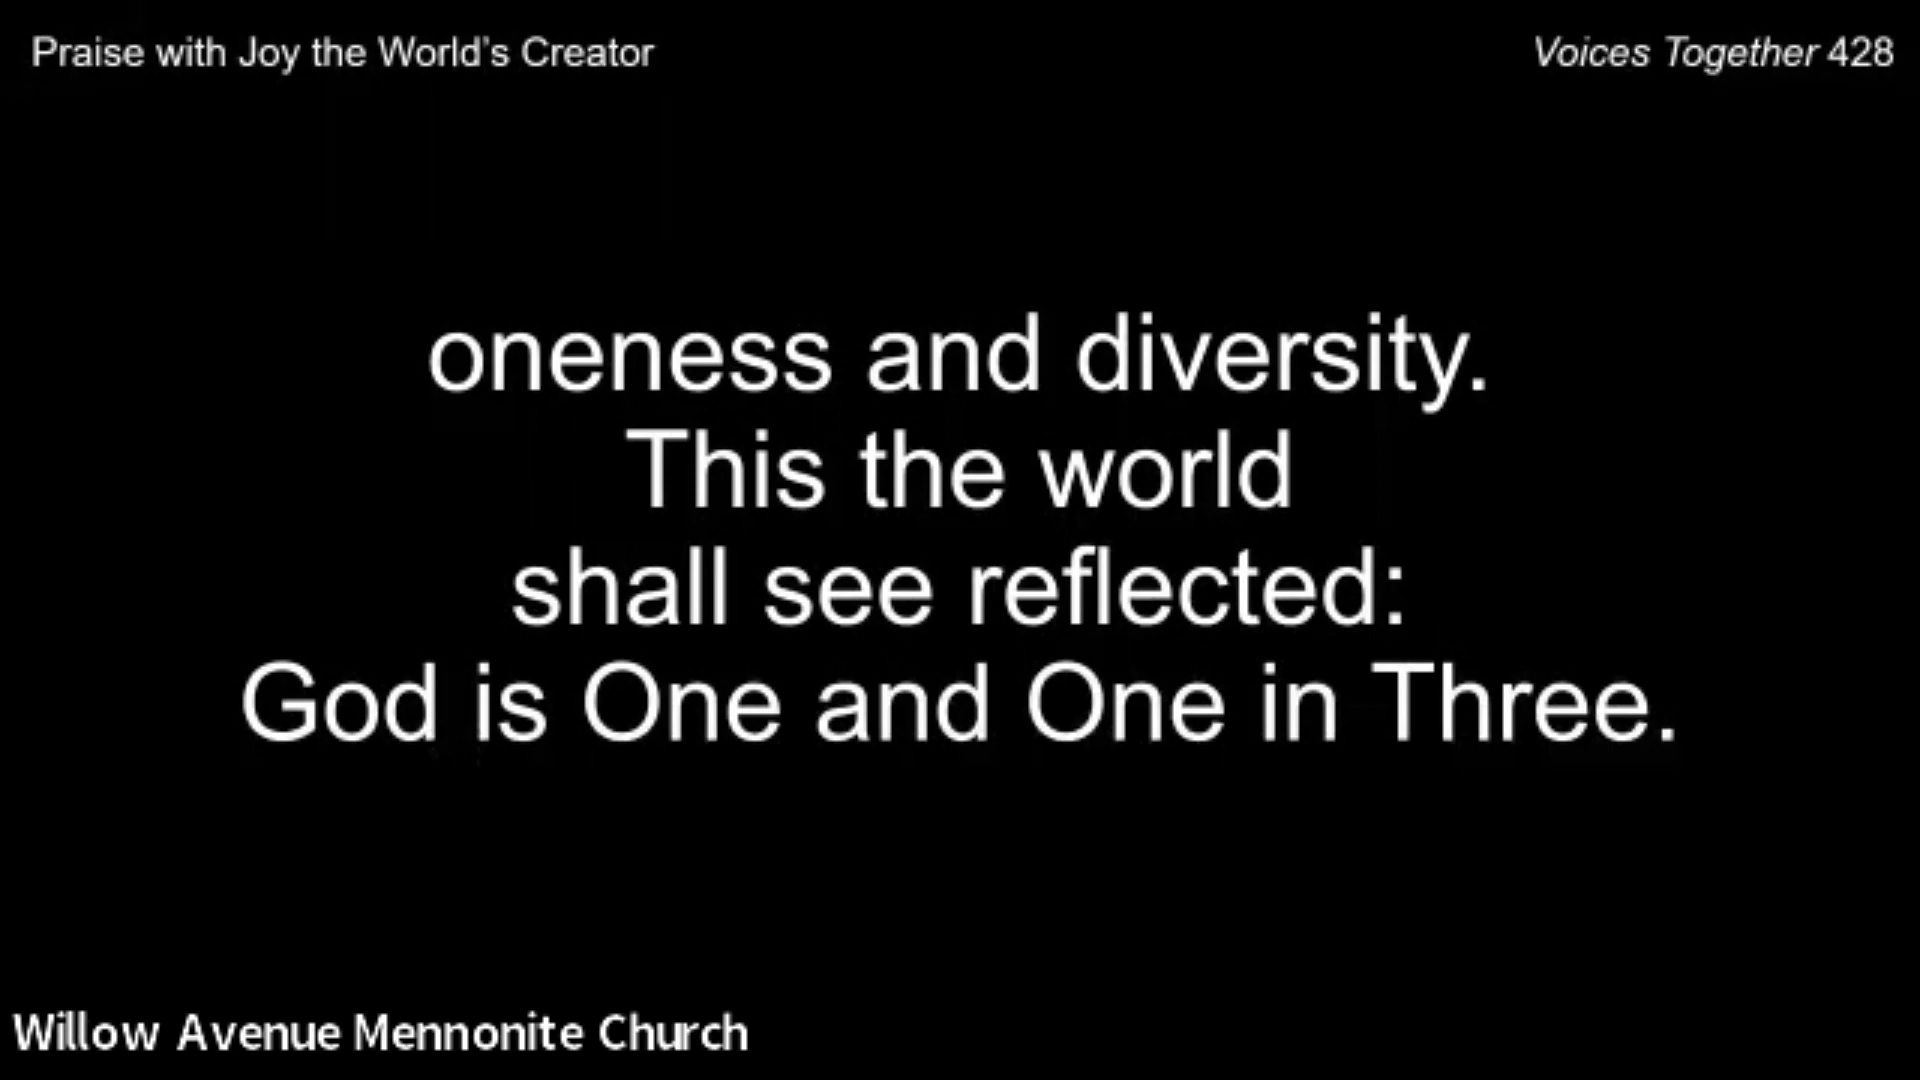 Praise with Joy the World's Creator
Voices Together 428
oneness and diversity.
This the world
shall see reflected:
God is One and One in Three.
Willow Avenue Mennonite Church